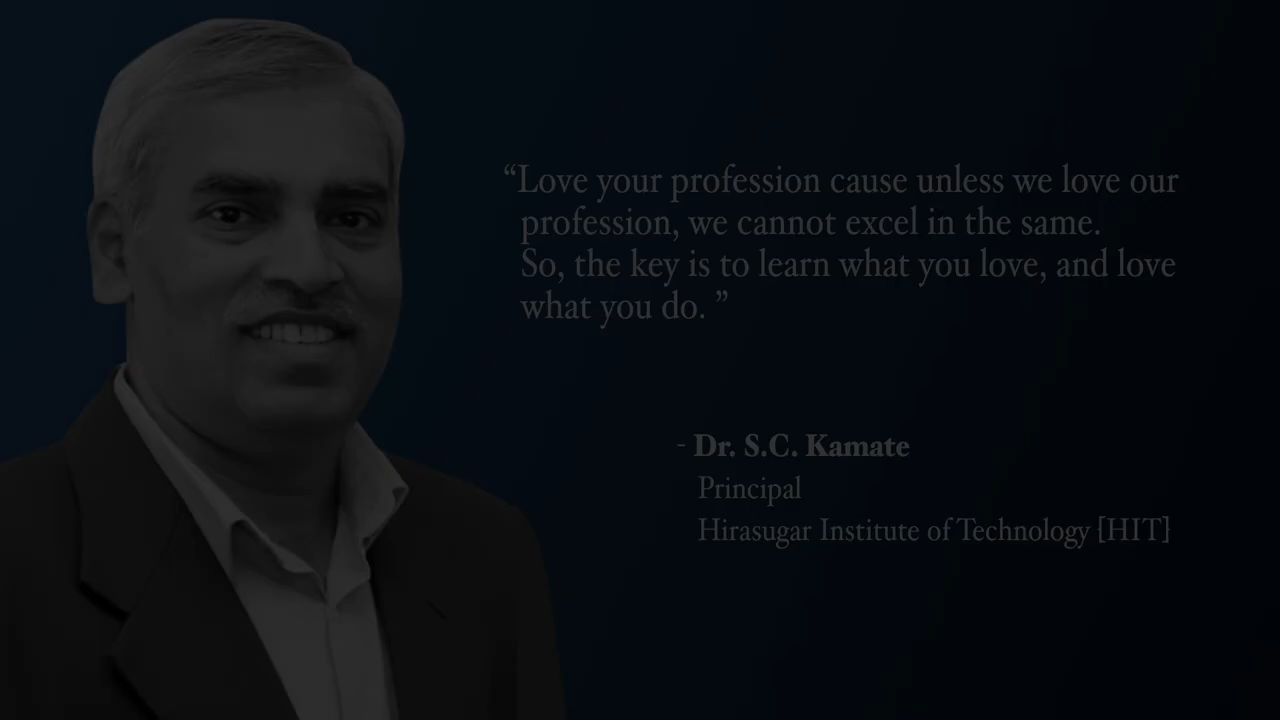 “Love your profession cause unless we love our
profession, we cannot excel in the same.
So, the key is to learn what you love, and love
what you do. ”
- Dr. S.C. Kamate
Principal
Hirasugar Institute of Technology [HIT]